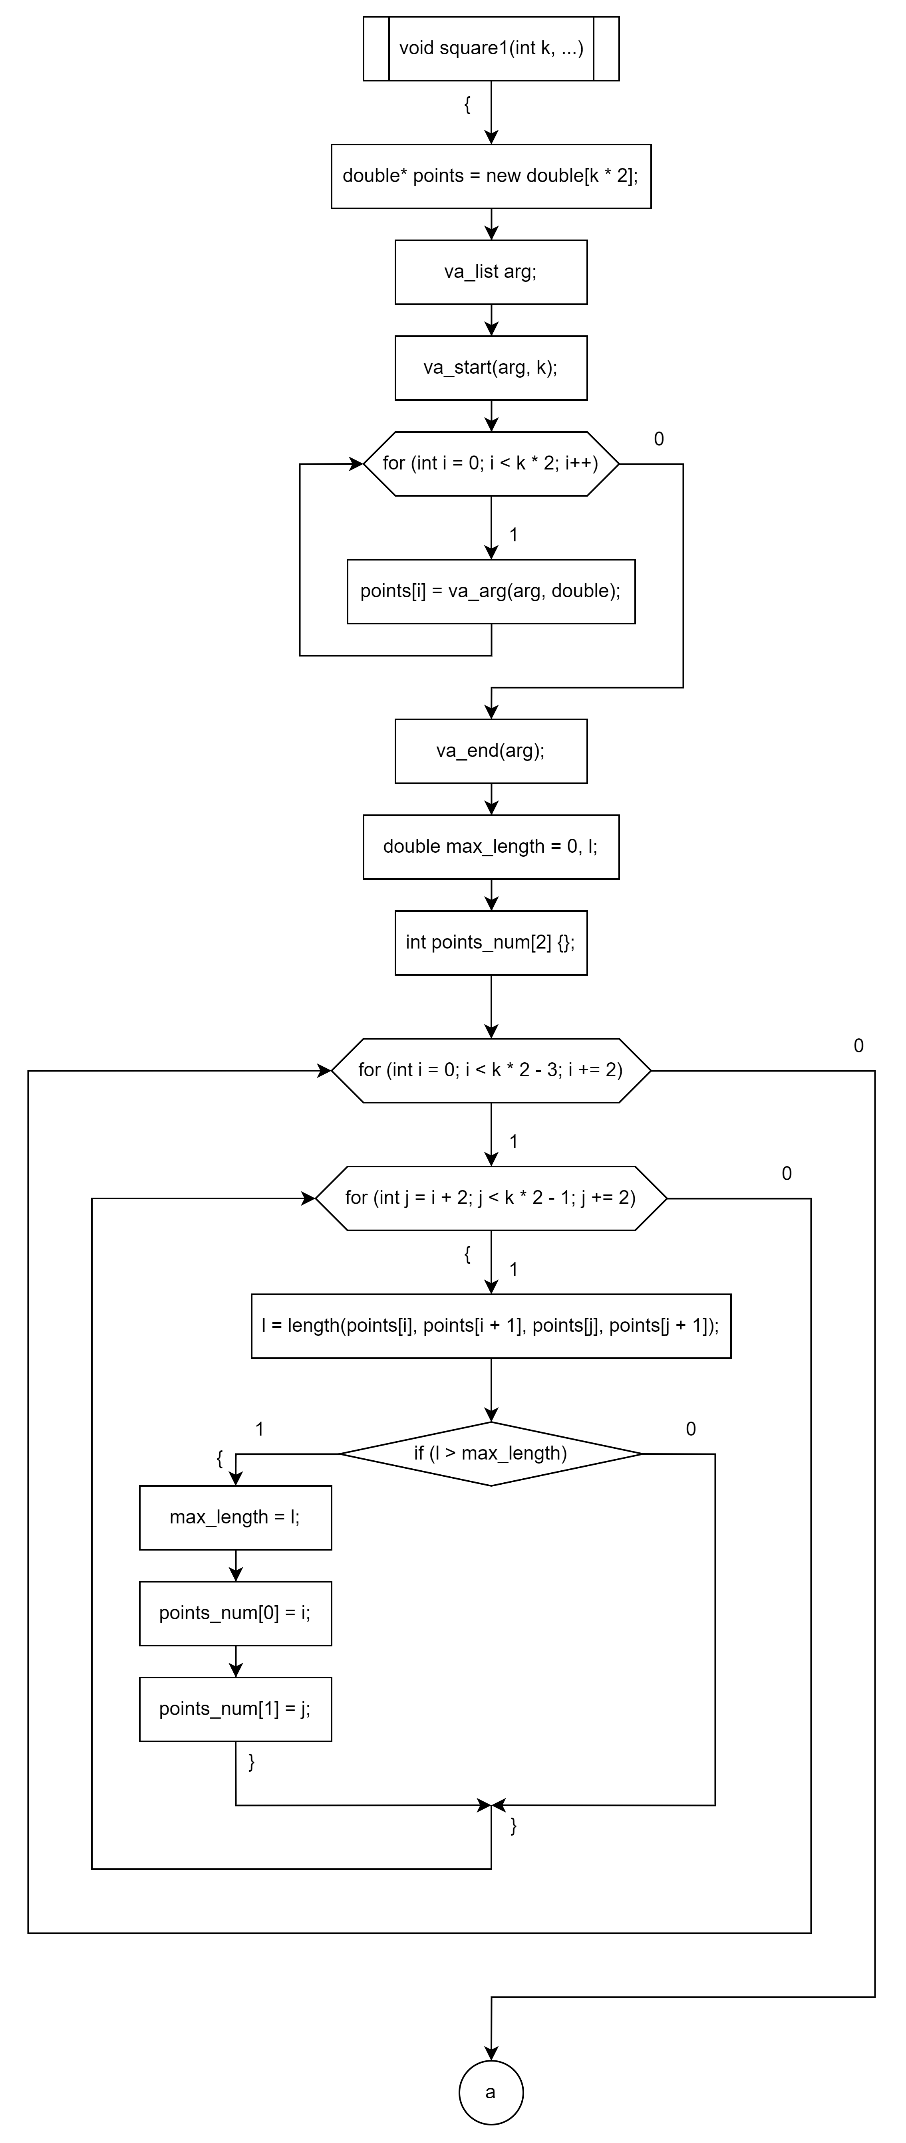 void square1(int k, ...)
{
double* points = new double[k * 2];
va_list arg;
va_start(arg, k);
0
for (int i = 0; i < k * 2; i++)
1
points[i] = va_arg(arg, double);
va_end(arg);
double max_length = 0, l;
int points_num[2] {};
0
for (int i = 0; i < k * 2 - 3; i += 2)
1
0
for (int j = i + 2; j < k * 2 - 1; j += 2)
{
1
l = length(points[i], points[i + 1], points[j], points[j + 1]);
1
0
if (l > max_length)
{
max_length = l;
points_num[0] = i;
points_num[1] = j;
}
}
a